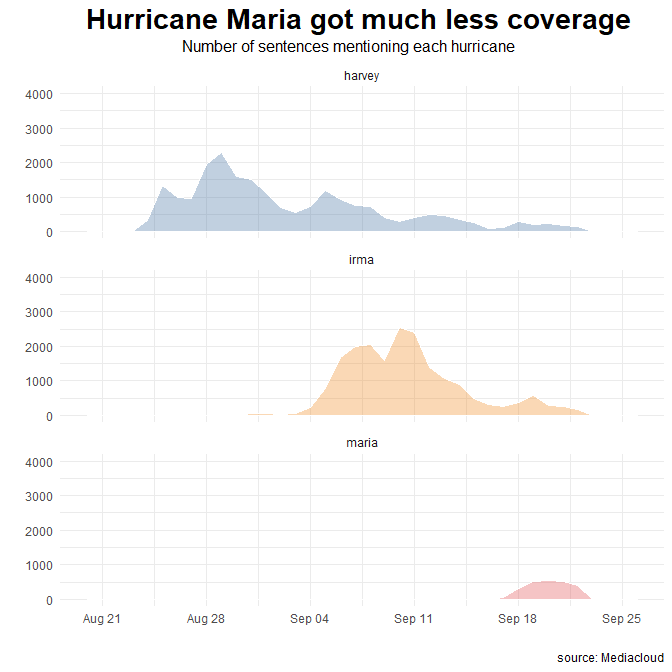 Hurricane Maria got much less coverage
Number of sentences mentioning each hurricane
harvey
4000
3000
2000
1000
0
irma
4000
3000
2000
1000
0
maria
4000
3000
2000
1000
0
Aug 21 Aug 28 Sep 04 Sep 11 Sep 18 Sep 25
source: Mediacloud